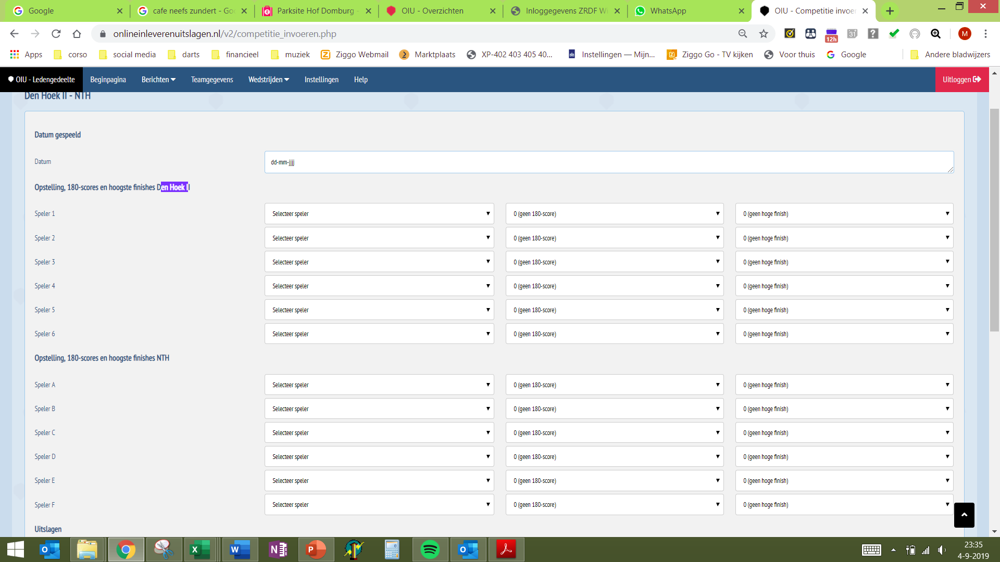 Google
cafe neefs zundert - Goo
Parksite Hof Domburg -
OIU - Overzichten
Inloggegevens ZRDF Wi
WhatsApp
OIU - Competitie invoer
onlineinleverenuitslagen.nl/v2/competitie_invoeren.php
12h
31
M
Apps
corso
social media
darts
financieel
muziek
Ziggo Webmail
Marktplaats
XP-402 403 405 40...
Instellingen — Mijn...
Ziggo Go - TV kijken
Voor thuis
Google
Andere bladwijzers
OIU - Ledengedeelte
Beginpagina
Berichten
Teamgegevens
Wedstrijden
Instellingen
Help
Uitloggen
Den Hoek II - NTH
Datum gespeeld
Datum
dd-mm-jjjj
Opstelling, 180-scores en hoogste finishes Den Hoek II
Speler 1 Selecteer speler 0 (geen 180-score) 0 (geen hoge finish)
Speler 2 Selecteer speler 0 (geen 180-score) 0 (geen hoge finish)
Speler 3 Selecteer speler 0 (geen 180-score) 0 (geen hoge finish)
Speler 4 Selecteer speler 0 (geen 180-score) 0 (geen hoge finish)
Speler 5 Selecteer speler 0 (geen 180-score) 0 (geen hoge finish)
Speler 6 Selecteer speler 0 (geen 180-score) 0 (geen hoge finish)
Opstelling, 180-scores en hoogste finishes NTH
Speler A Selecteer speler 0 (geen 180-score) 0 (geen hoge finish)
Speler B Selecteer speler 0 (geen 180-score) 0 (geen hoge finish)
Speler C Selecteer speler 0 (geen 180-score) 0 (geen hoge finish)
Speler D Selecteer speler 0 (geen 180-score) 0 (geen hoge finish)
Speler E Selecteer speler 0 (geen 180-score) 0 (geen hoge finish)
Speler F Selecteer speler 0 (geen 180-score) 0 (geen hoge finish)
Uitslagen
23:35
4-9-2019